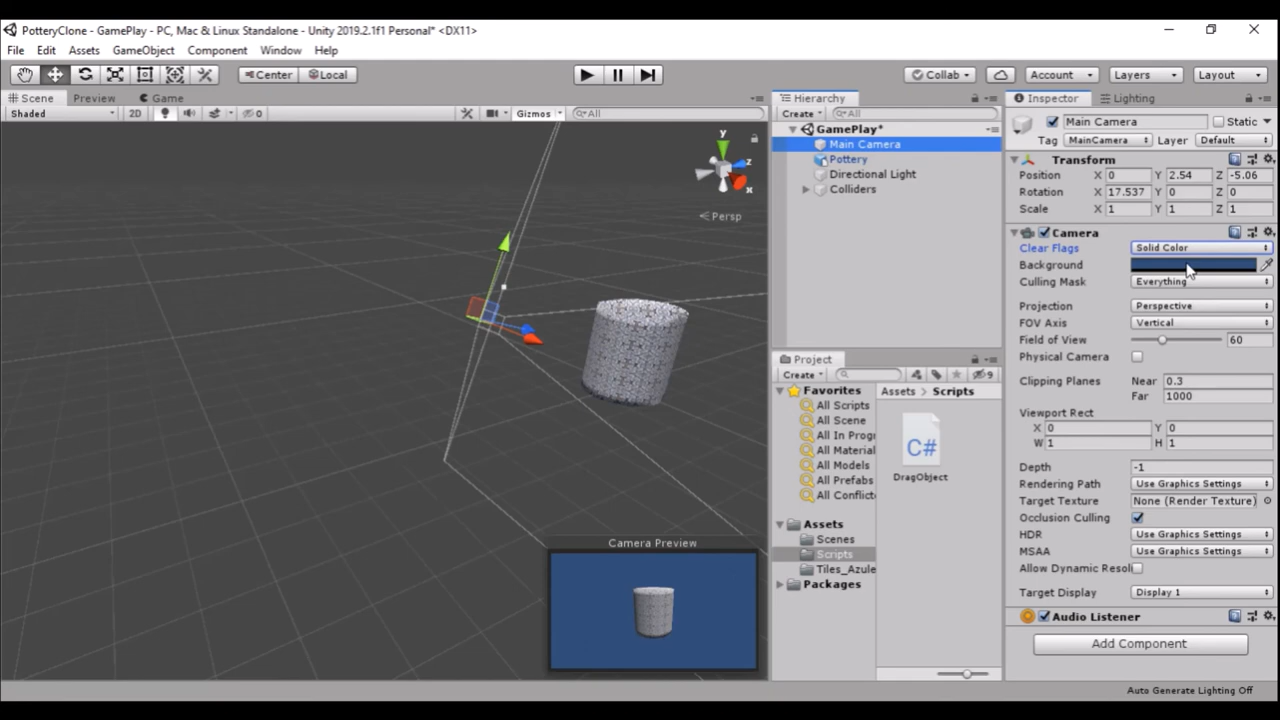 PotteryClone - GamePlay - PC, Mac & Linux Standalone - Unity 2019.2.1f1 Personal* <DX11>
File Edit Assets GameObject Component Window Help
Center Local Collab Account Layers Layout
Scene Preview Game
Shaded 2D 0 Gizmos All
y
z
x
Persp
Camera Preview
Hierarchy
Create All
GamePlay*
Main Camera
Pottery
Directional Light
Colliders
Project
Create 9
Favorites
All Scripts
All Scene
All In Progr
All Material
All Models
All Prefabs
All Conflict
Assets
Scenes
Scripts
Tiles_Azule
Packages
Assets Scripts
C#
DragObject
Inspector Lighting
Main Camera Static
Tag MainCamera Layer Default
Transform
Position X 0 Y 2.54 Z -5.06
Rotation X 17.537 Y 0 Z 0
Scale X 1 Y 1 Z 1
Camera
Clear Flags Solid Color
Background
Culling Mask Everything
Projection Perspective
FOV Axis Vertical
Field of View 60
Physical Camera
Clipping Planes Near 0.3
Far 1000
Viewport Rect
X 0 Y 0
W 1 H 1
Depth -1
Rendering Path Use Graphics Settings
Target Texture None (Render Texture)
Occlusion Culling
HDR Use Graphics Settings
MSAA Use Graphics Settings
Allow Dynamic Resolu
Target Display Display 1
Audio Listener
Add Component
Auto Generate Lighting Off